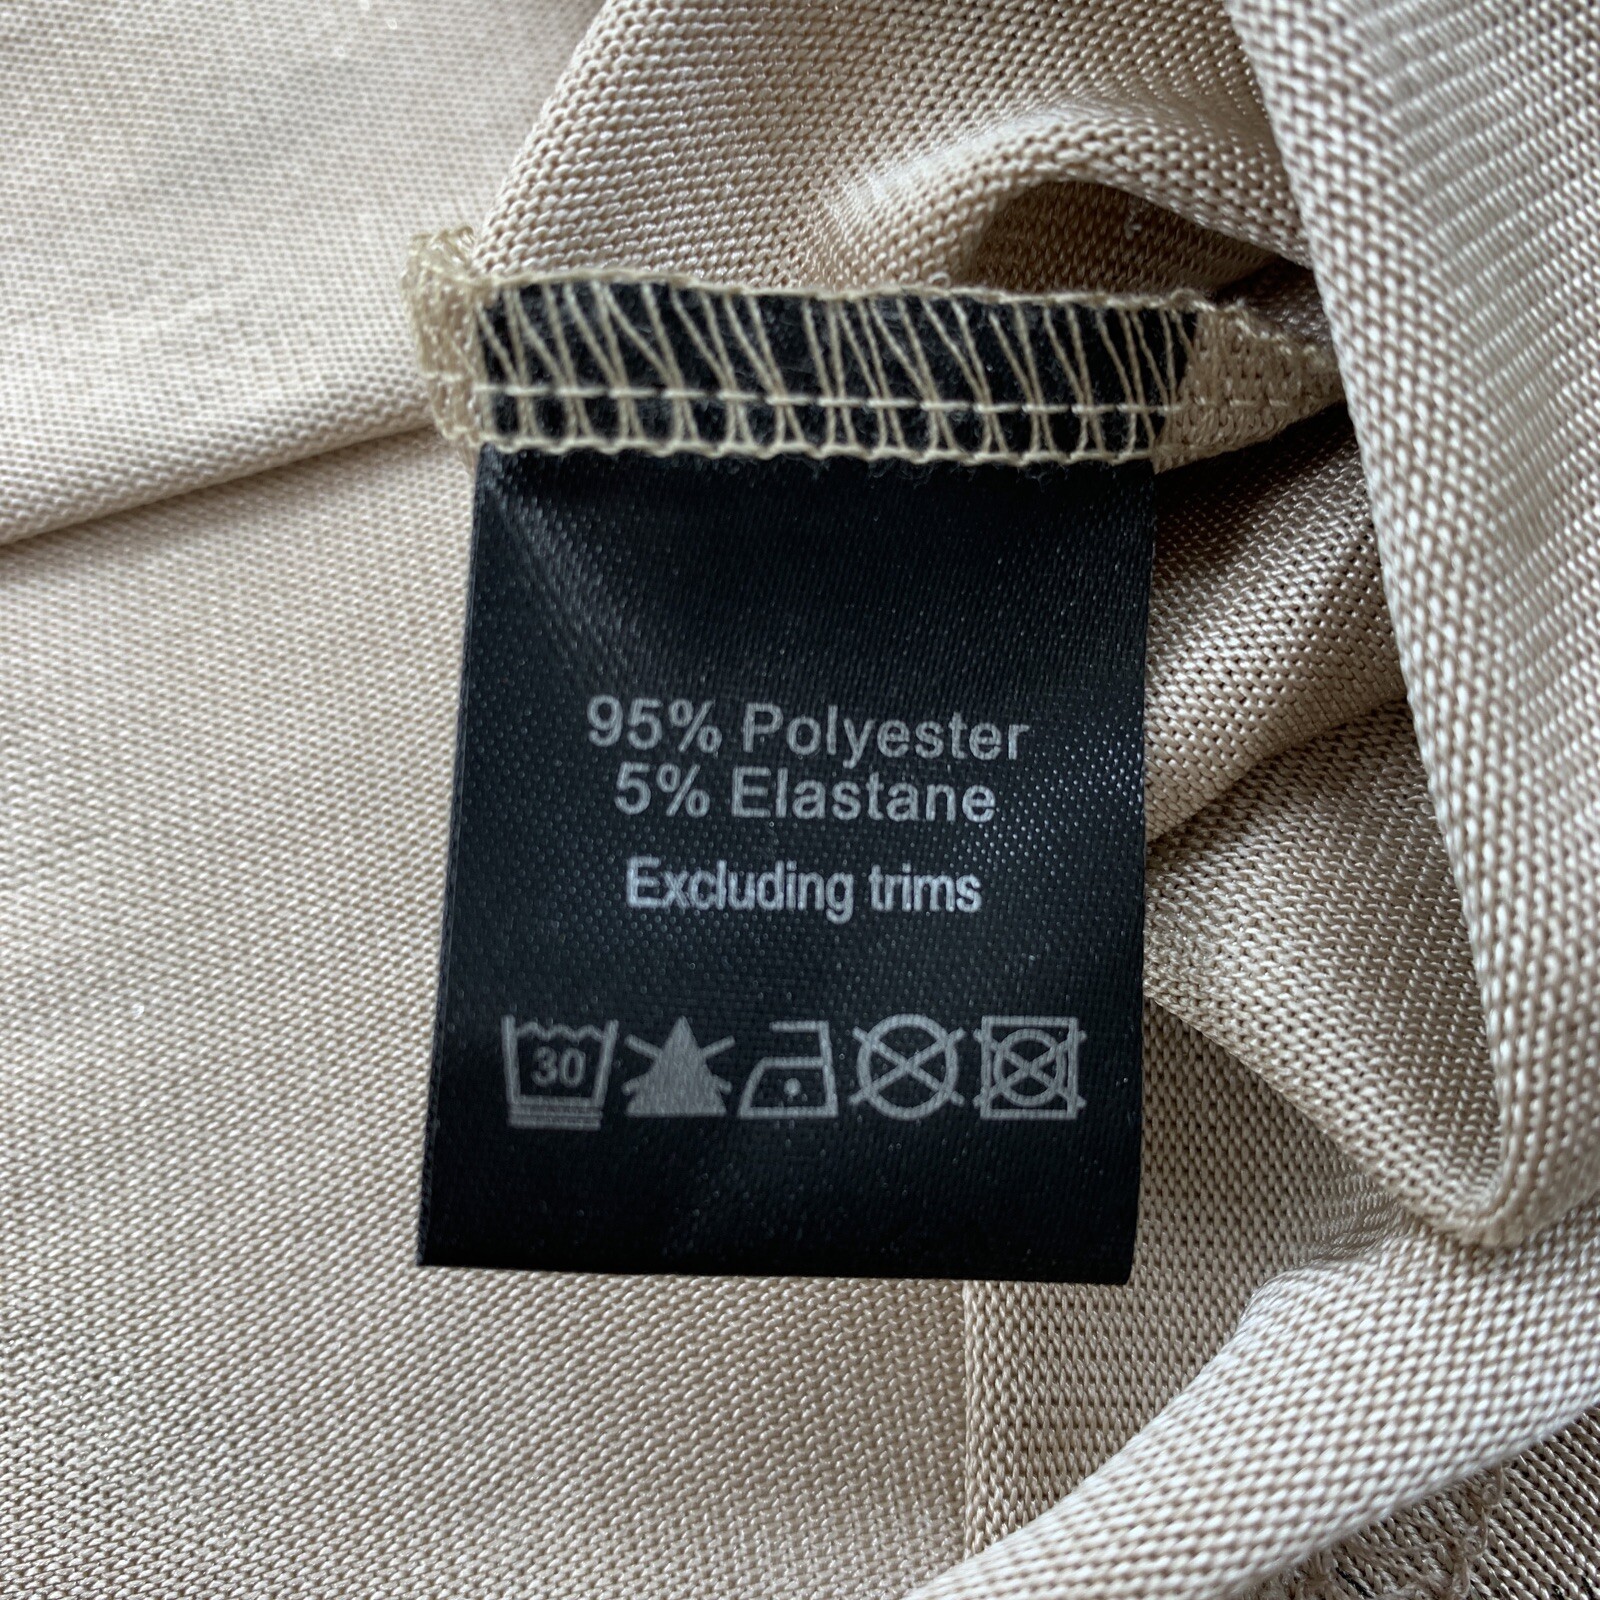 95% Polyester
5% Elastane
Excluding trims
30